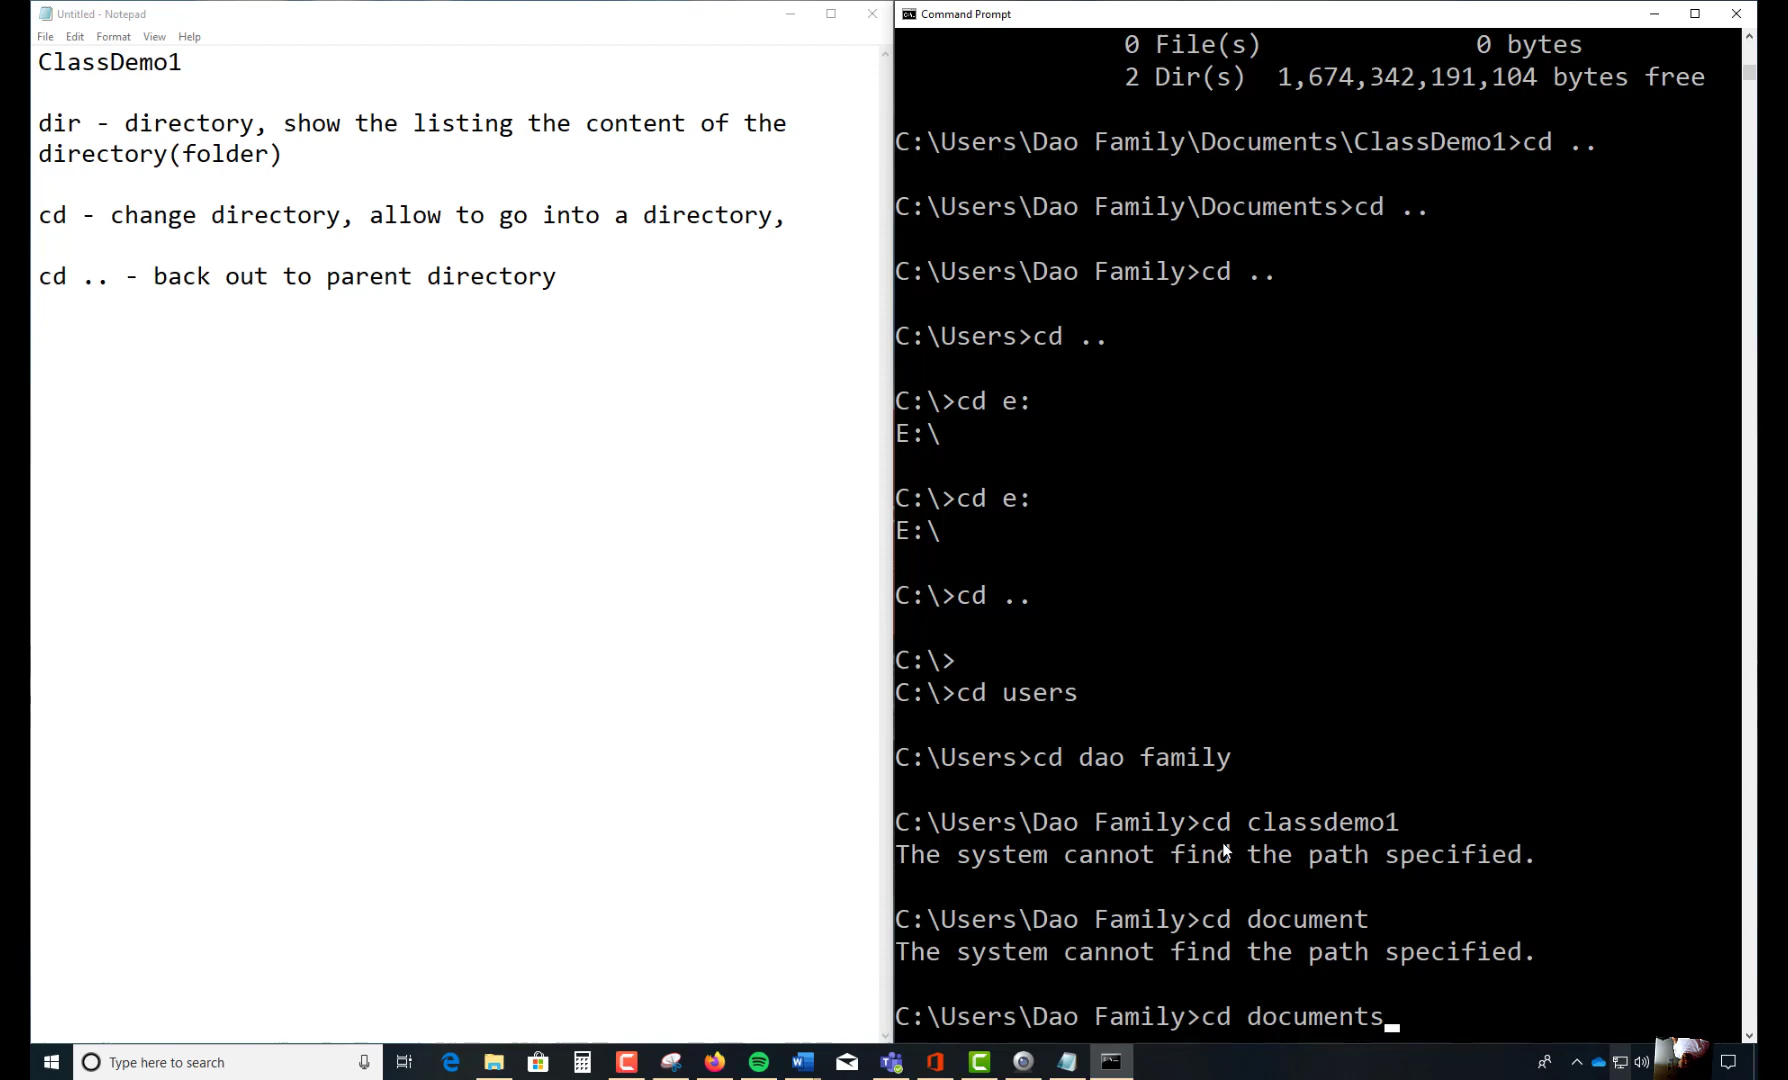 Untitled - Notepad
File Edit Format View Help
ClassDemo1
dir - directory, show the listing the content of the
directory(folder)
cd - change directory, allow to go into a directory,
cd .. - back out to parent directory
Command Prompt
0 File(s) 0 bytes
2 Dir(s) 1,674,342,191,104 bytes free
C:\Users\Dao Family\Documents\ClassDemo1>cd ..
C:\Users\Dao Family\Documents>cd ..
C:\Users\Dao Family>cd ..
C:\Users>cd ..
C:\>cd e:
E:\
C:\>cd e:
E:\
C:\>cd ..
C:\>
C:\>cd users
C:\Users>cd dao family
C:\Users\Dao Family>cd classdemo1
The system cannot find the path specified.
C:\Users\Dao Family>cd document
The system cannot find the path specified.
C:\Users\Dao Family>cd documents
Type here to search